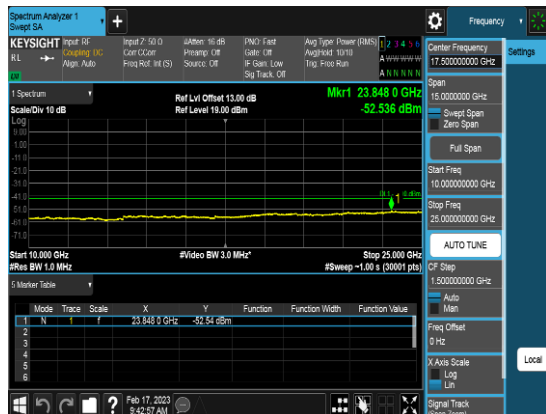 Spectrum Analyzer 1
Swept SA
Frequency
KEYSIGHT
RL
Input: RF
Coupling: DC
Align: Auto
Input Z: 50 Ω
Corr CCorr
Freq Ref: Int (S)
#Atten: 16 dB
Preamp: Off
Source: Off
PNO: Fast
Gate: Off
IF Gain: Low
Sig Track: Off
Avg Type: Power (RMS)
Avg|Hold: 10/10
Trig: Free Run
1 2 3 4 5 6
A W W W W W
A N N N N N
Center Frequency
17.500000000 GHz
Settings
Span
15.0000000 GHz
Swept Span
Zero Span
Full Span
Start Freq
10.000000000 GHz
Stop Freq
25.000000000 GHz
AUTO TUNE
CF Step
1.500000000 GHz
Auto
Man
Freq Offset
0 Hz
X Axis Scale
Log
Lin
Signal Track
(Span Zoom)
Local
1 Spectrum
Scale/Div 10 dB
Log
Ref Lvl Offset 13.00 dB
Ref Level 19.00 dBm
Mkr1 23.848 0 GHz
-52.536 dBm
9.00
-1.00
-11.0
-21.0
-31.0
-41.0
-51.0
-61.0
-71.0
1
Start 10.000 GHz
#Res BW 1.0 MHz
#Video BW 3.0 MHz*
Stop 25.000 GHz
#Sweep ~1.00 s (30001 pts)
5 Marker Table
Mode Trace Scale X Y Function Function Width Function Value
1 N 1 f 23.848 0 GHz -52.54 dBm
2
3
4
5
6
Feb 17, 2023
9:42:57 AM